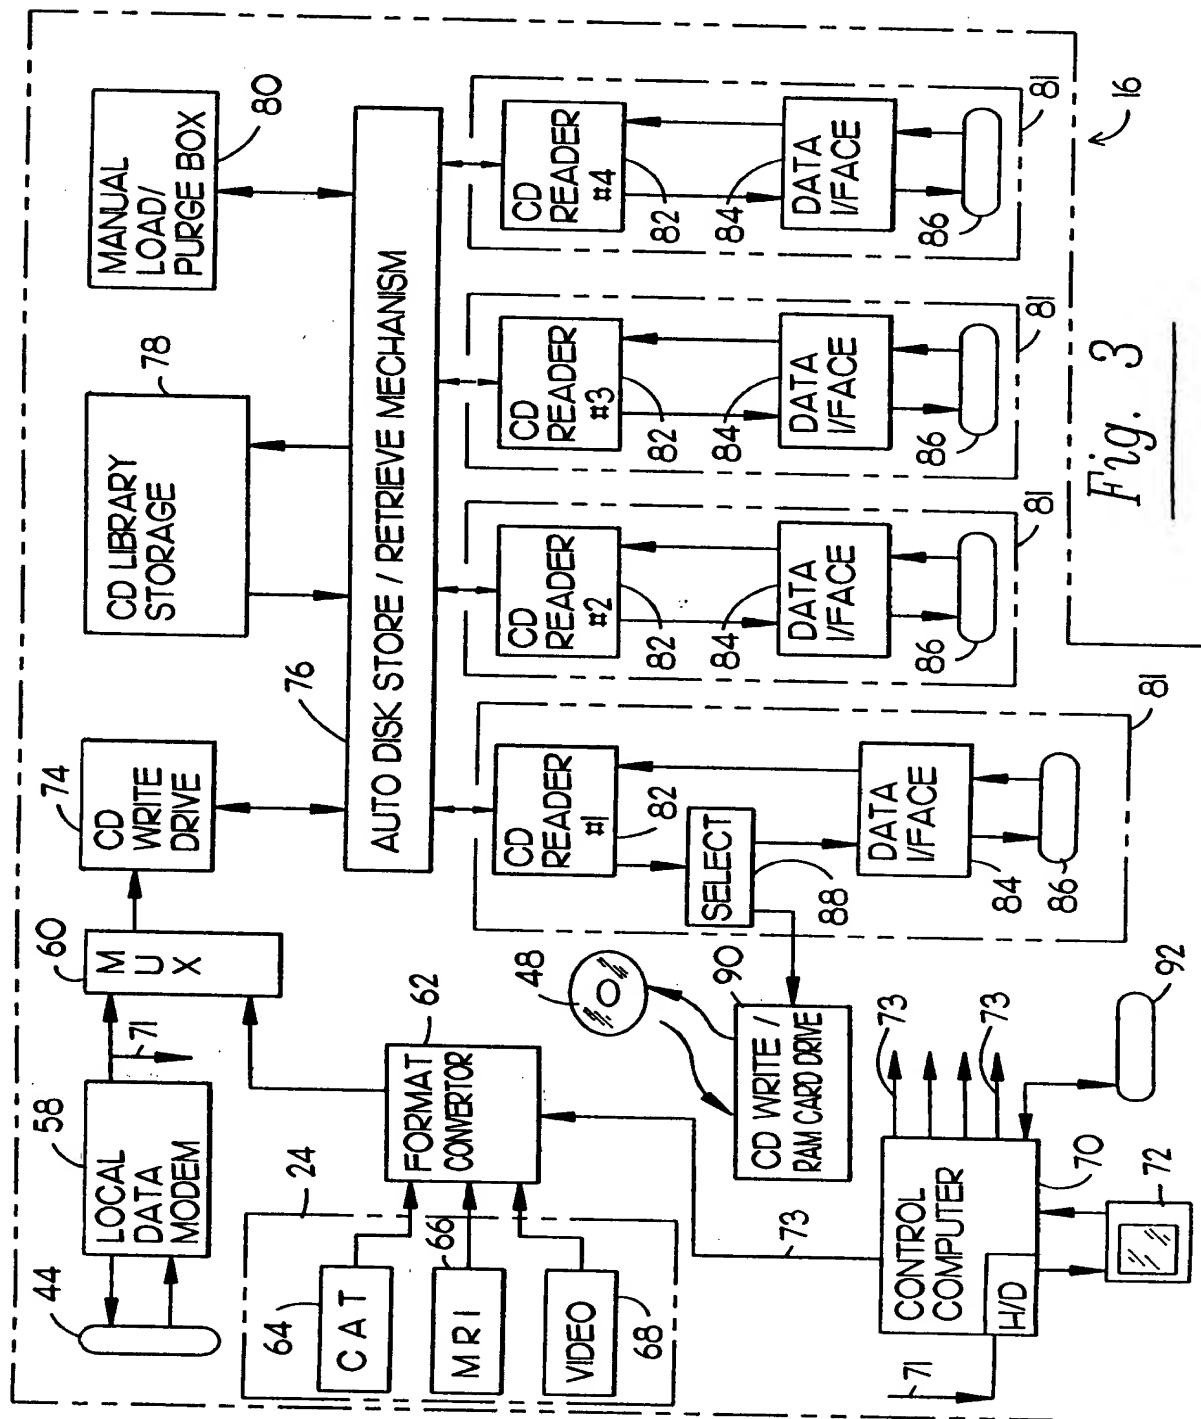 44
58
LOCAL
DATA
MODEM
71
60
M
U
X
74
CD
WRITE
DRIVE
78
CD LIBRARY
STORAGE
MANUAL
LOAD/
PURGE BOX
80
76
AUTO DISK STORE / RETRIEVE MECHANISM
24
64
C A T
66
M R I
VIDEO
68
62
FORMAT
CONVERTOR
73
48
90
CD WRITE /
RAM CARD DRIVE
CD
READER
#1
82
SELECT
88
DATA
I/FACE
84
86
81
CD
READER
#2
82
84
DATA
I/FACE
86
81
CD
READER
#3
82
84
DATA
I/FACE
86
81
CD
READER
#4
82
84
DATA
I/FACE
86
81
71
CONTROL
COMPUTER
H/D
73
73
70
72
92
16
Fig. 3